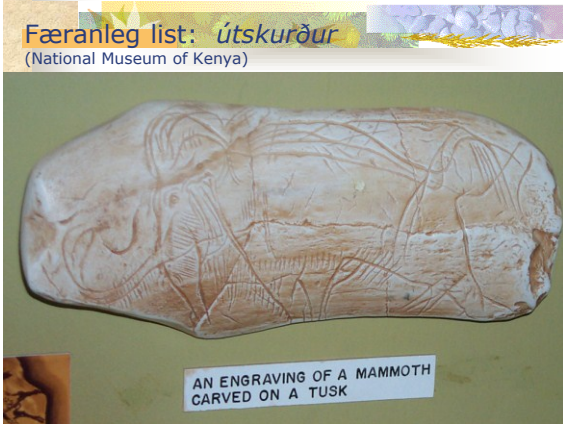 Færanleg list:  útskurður
(National Museum of Kenya)
AN ENGRAVING OF A MAMMOTH
CARVED ON A TUSK